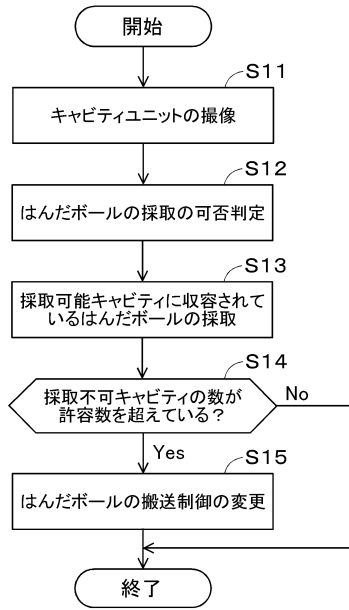 開始
S11
キャビティユニットの撮像
S12
はんだボールの採取の可否判定
S13
採取可能キャビティに収容されて
いるはんだボールの採取
S14
採取不可キャビティの数が
許容数を超えている？
No
Yes
S15
はんだボールの搬送制御の変更
終了